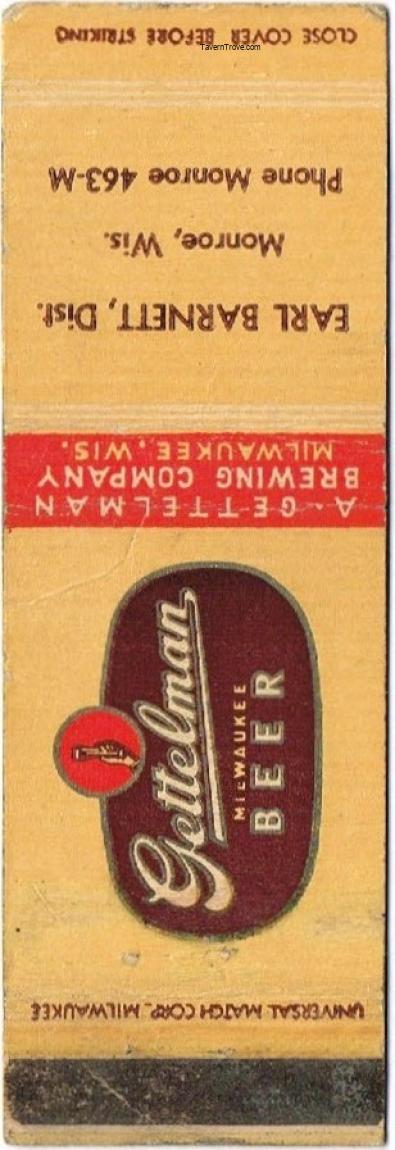 CLOSE COVER BEFORE STRIKING
TavernTrove.com
Phone Monroe 463-M
Monroe, Wis.
EARL BARNETT, Dist.
A-GETTELMAN
BREWING COMPANY
MILWAUKEE, WIS.
Gettelman
MILWAUKEE
BEER
UNIVERSAL MATCH CORP., MILWAUKEE